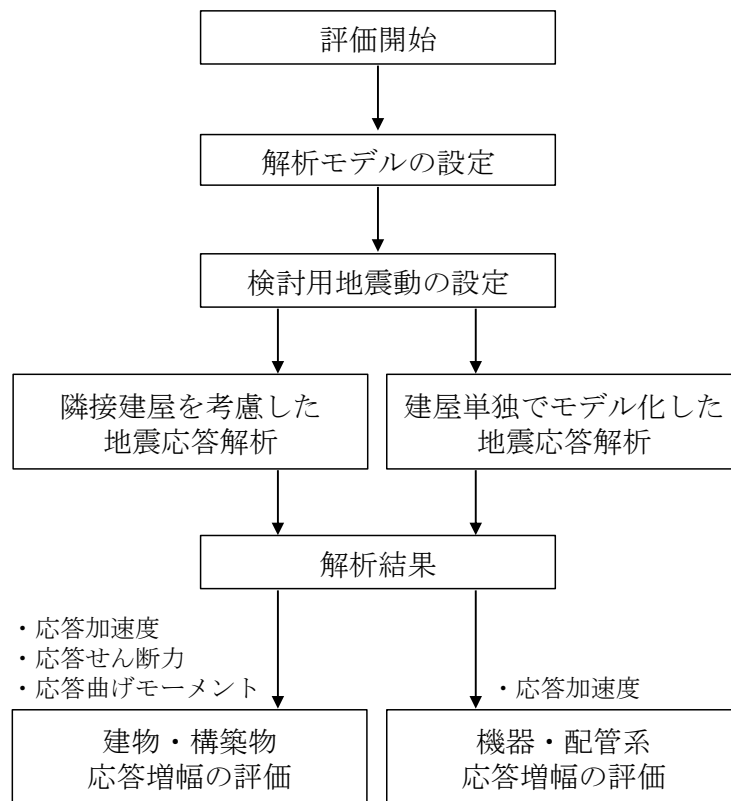 評価開始
解析モデルの設定
検討用地震動の設定
隣接建屋を考慮した
地震応答解析
建屋単独でモデル化した
地震応答解析
解析結果
・応答加速度
・応答せん断力
・応答曲げモーメント
・応答加速度
建物・構築物
応答増幅の評価
機器・配管系
応答増幅の評価